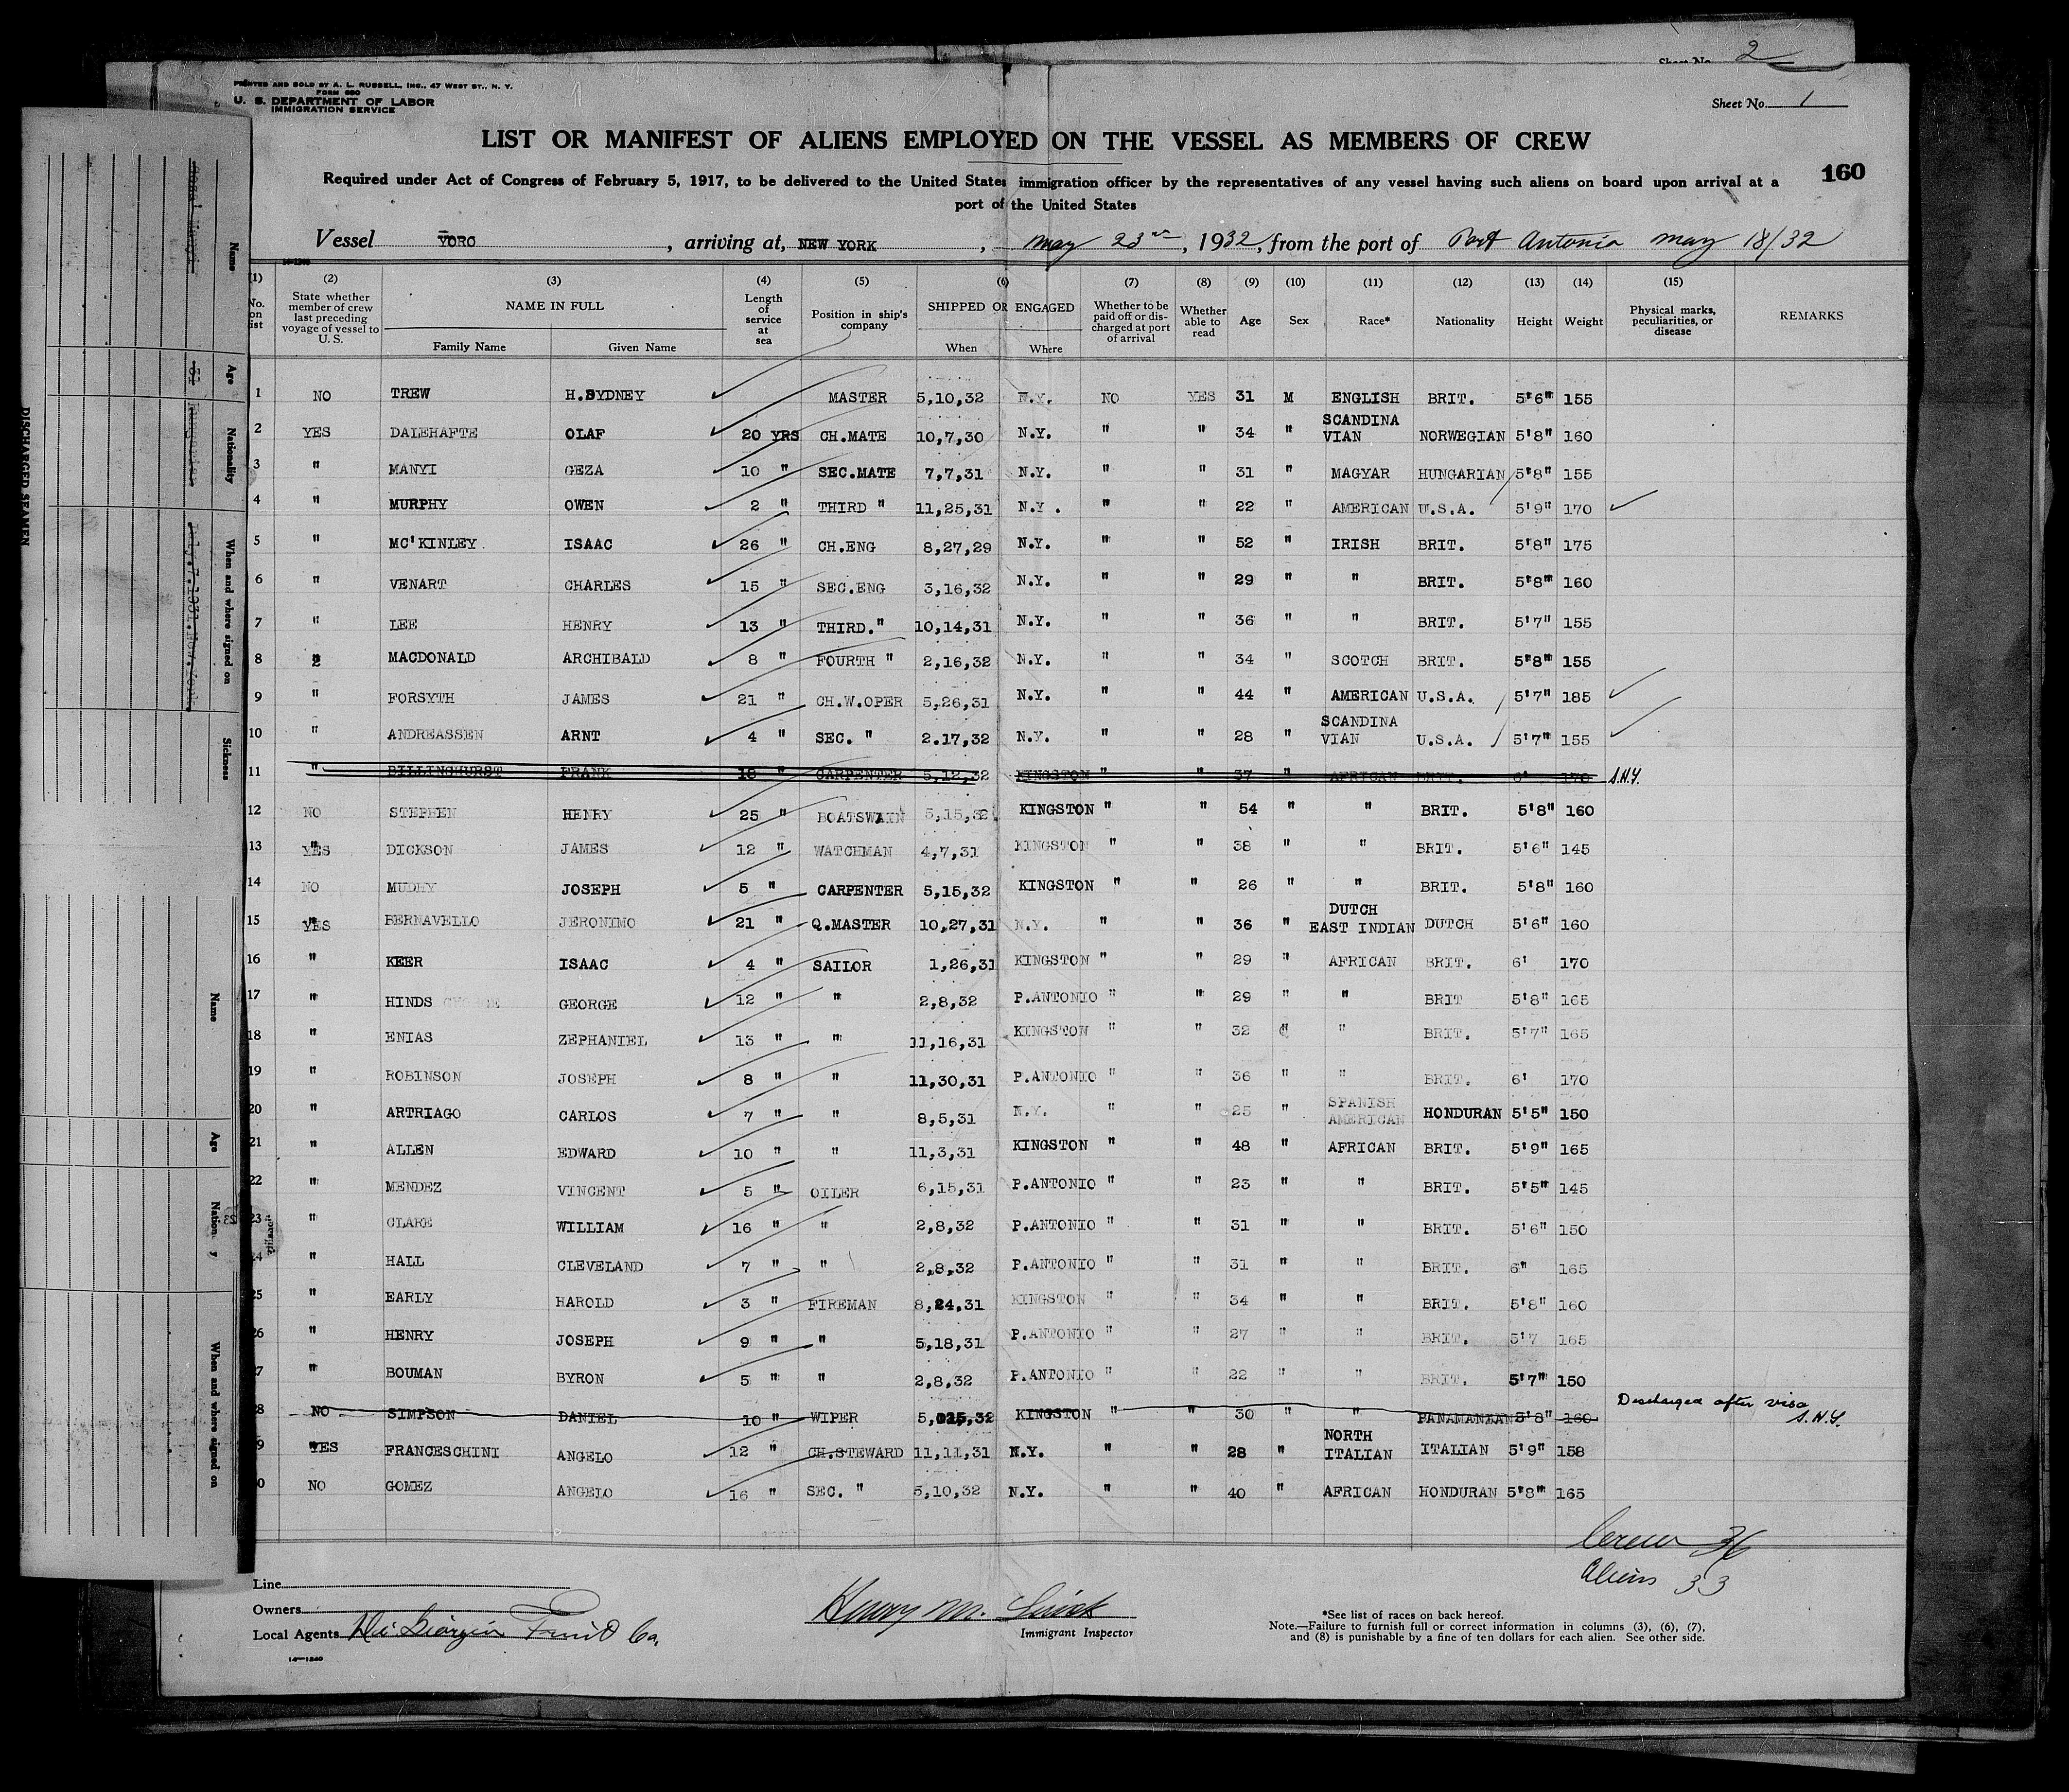 Sheet No. 2
PRINTED AND SOLD BY A. L. RUSSELL, INC., 47 WEST ST., N. Y.
FORM 680
U. S. DEPARTMENT OF LABOR
IMMIGRATION SERVICE
Sheet No. 1
LIST OR MANIFEST OF ALIENS EMPLOYED ON THE VESSEL AS MEMBERS OF CREW
160
Required under Act of Congress of February 5, 1917, to be delivered to the United States immigration officer by the representatives of any vessel having such aliens on board upon arrival at a
port of the United States
Vessel YORO, arriving at, NEW YORK, May 23rd, 1932, from the port of Port Antonio May 18/32
(1) (2) (3) (4) (5) (6) (7) (8) (9) (10) (11) (12) (13) (14) (15)
No. on list State whether member of crew last preceding voyage of vessel to U. S. NAME IN FULL Family Name Given Name Length of service at sea Position in ship's company SHIPPED OR ENGAGED When Where Whether to be paid off or discharged at port of arrival Whether able to read Age Sex Race* Nationality Height Weight Physical marks, peculiarities, or disease REMARKS
1 NO TREW H.SYDNEY MASTER 5,10,32 N.Y. NO YES 31 M ENGLISH BRIT. 5'6" 155
2 YES DALEHAFTE OLAF 20 YRS CH.MATE 10,7,30 N.Y. " " 34 " SCANDINA VIAN NORWEGIAN 5'8" 160
3 " MANYI GEZA 10 " SEC.MATE 7,7,31 N.Y. " " 31 " MAGYAR HUNGARIAN 5'8" 155
4 " MURPHY OWEN 2 " THIRD " 11,25,31 N.Y. " " 22 " AMERICAN U.S.A. 5'9" 170
5 " MC'KINLEY. ISAAC 26 " CH.ENG 8,27,29 N.Y. " " 52 " IRISH BRIT. 5'8" 175
6 " VENART CHARLES 15 " SEC.ENG 3,16,32 N.Y. " " 29 " " BRIT. 5'8" 160
7 " LEE HENRY 13 " THIRD." 10,14,31 N.Y. " " 36 " " BRIT. 5'7" 155
8 " MACDONALD ARCHIBALD 8 " FOURTH " 2,16,32 N.Y. " " 34 " SCOTCH BRIT. 5'8" 155
9 " FORSYTH JAMES 21 " CH.W.OPER 5,26,31 N.Y. " " 44 " AMERICAN U.S.A. 5'7" 185
10 " ANDREASSEN ARNT 4 " SEC. " 2.17,32 N.Y. " " 28 " SCANDINA VIAN U.S.A. 5'7" 155
11 " BILLINGHURST FRANK 18 " CARPENTER 5,12,32 KINGSTON " " 37 " AFRICAN BRIT. 6' 170 S.H.Y.
12 NO STEPHEN HENRY 25 " BOATSWAIN 5,15,32 KINGSTON " " 54 " " BRIT. 5'8" 160
13 YES DICKSON JAMES 12 " WATCHMAN 4,7,31 KINGSTON " " 38 " " BRIT. 5'6" 145
14 NO MUDHY JOSEPH 5 " CARPENTER 5,15,32 KINGSTON " " 26 " " BRIT. 5'8" 160
15 YES BERNAVELLO JERONIMO 21 " Q.MASTER 10,27,31 N.Y. " " 36 " DUTCH EAST INDIAN DUTCH 5'6" 160
16 " KEER ISAAC 4 " SAILOR 1,26,31 KINGSTON " " 29 " AFRICAN BRIT. 6' 170
17 " HINDS GEORGE 12 " " 2,8,32 P.ANTONIO " " 29 " " BRIT 5'8" 165
18 " ENIAS ZEPHANIEL 13 " " 11,16,31 KINGSTON " " 32 " " BRIT. 5'7" 165
19 " ROBINSON JOSEPH 8 " " 11,30,31 P.ANTONIO " " 36 " " BRIT. 6' 170
20 " ARTRIAGO CARLOS 7 " " 8,5,31 N.Y. " " 25 " SPANISH AMERICAN HONDURAN 5'5" 150
21 " ALLEN EDWARD 10 " " 11,3,31 KINGSTON " " 48 " AFRICAN BRIT. 5'9" 165
22 " MENDEZ VINCENT 5 " OILER 6,15,31 P.ANTONIO " " 23 " " BRIT. 5'5" 145
23 " CLARE WILLIAM 16 " " 2,8,32 P.ANTONIO " " 31 " " BRIT. 5'6" 150
24 " HALL CLEVELAND 7 " " 2,8,32 P.ANTONIO " " 31 " " BRIT. 6" 165
25 " EARLY HAROLD 3 " FIREMAN 8,24,31 KINGSTON " " 34 " " BRIT. 5'8" 160
26 " HENRY JOSEPH 9 " " 5,18,31 P.ANTONIO " " 27 " " BRIT. 5'7 165
27 " BOUMAN BYRON 5 " " 2,8,32 P.ANTONIO " " 22 " " BRIT. 5'7" 150
28 NO SIMPSON DANIEL 10 " WIPER KINGSTON " " 30 " " PANAMANIAN 5'8" 160 Discharged after visa S.H.Y.
29 YES FRANCESCHINI ANGELO 12 " CH.STEWARD 11,11,31 N.Y. " " 28 " NORTH ITALIAN ITALIAN 5'9" 158
30 NO GOMEZ ANGELO 16 " SEC. " 5,10,32 N.Y. " " 40 " AFRICAN HONDURAN 5'8" 165
Crew 36
Aliens 33
Line
Owners
Local Agents Di Giorgio Fruit Co.
Henry M.
Immigrant Inspector
*See list of races on back hereof.
Note.—Failure to furnish full or correct information in columns (3), (6), (7),
and (8) is punishable by a fine of ten dollars for each alien. See other side.
14—1240
DISCHARGED SEAMEN
Name
Age
Nationality
When and where signed on
Sickness
Name
Age
When and where signed on